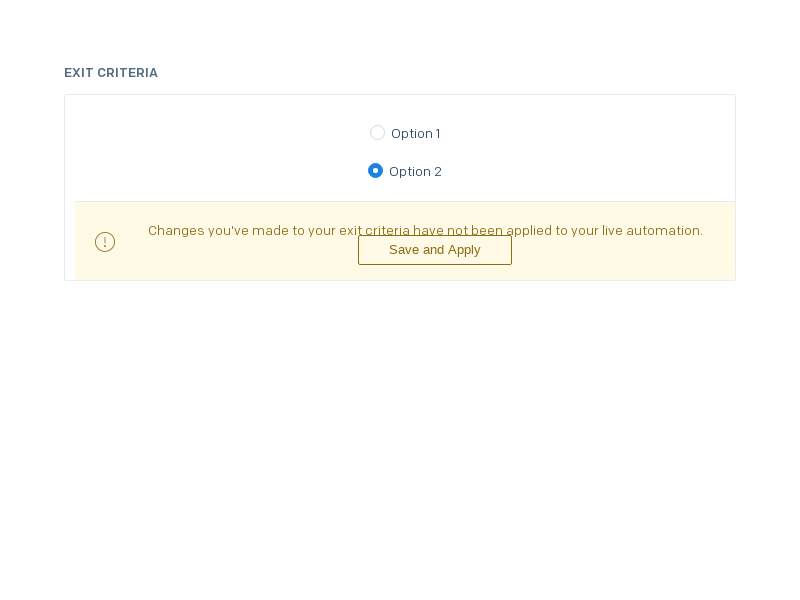 EXIT CRITERIA
Option 1
Option 2
Changes you've made to your exit criteria have not been applied to your live automation.
Save and Apply